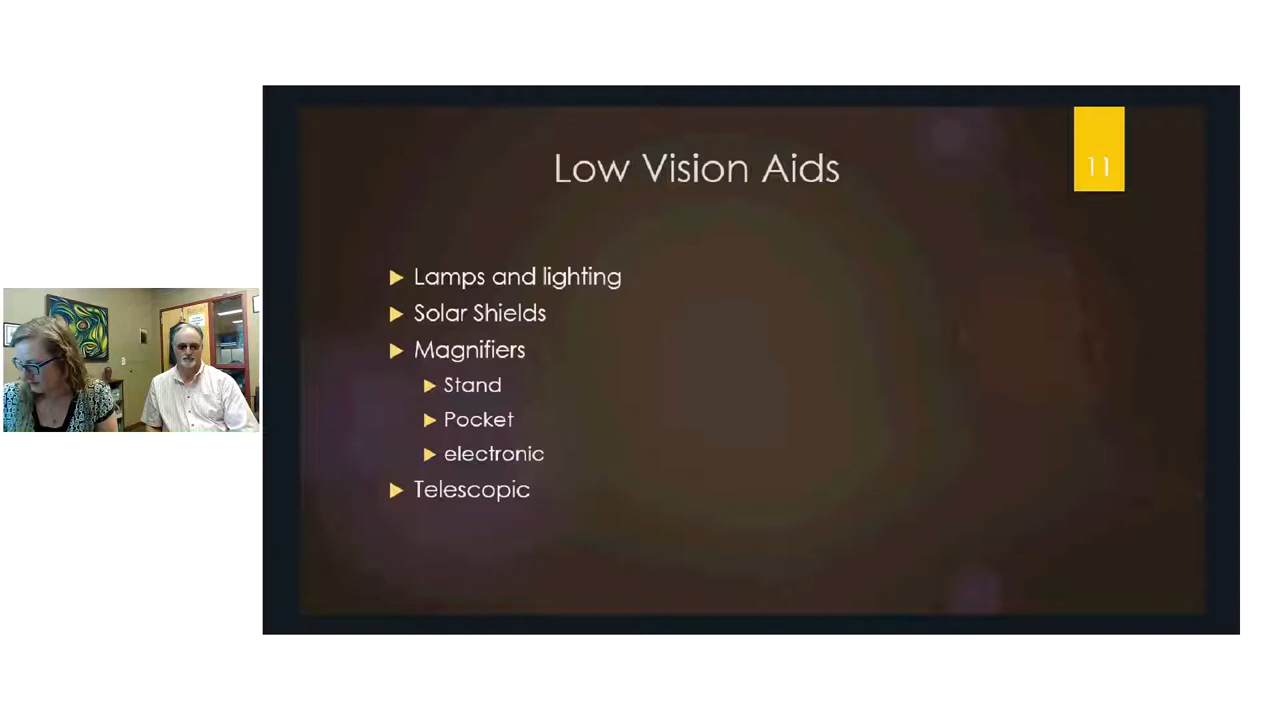 Low Vision Aids
11
Lamps and lighting
Solar Shields
Magnifiers
Stand
Pocket
electronic
Telescopic